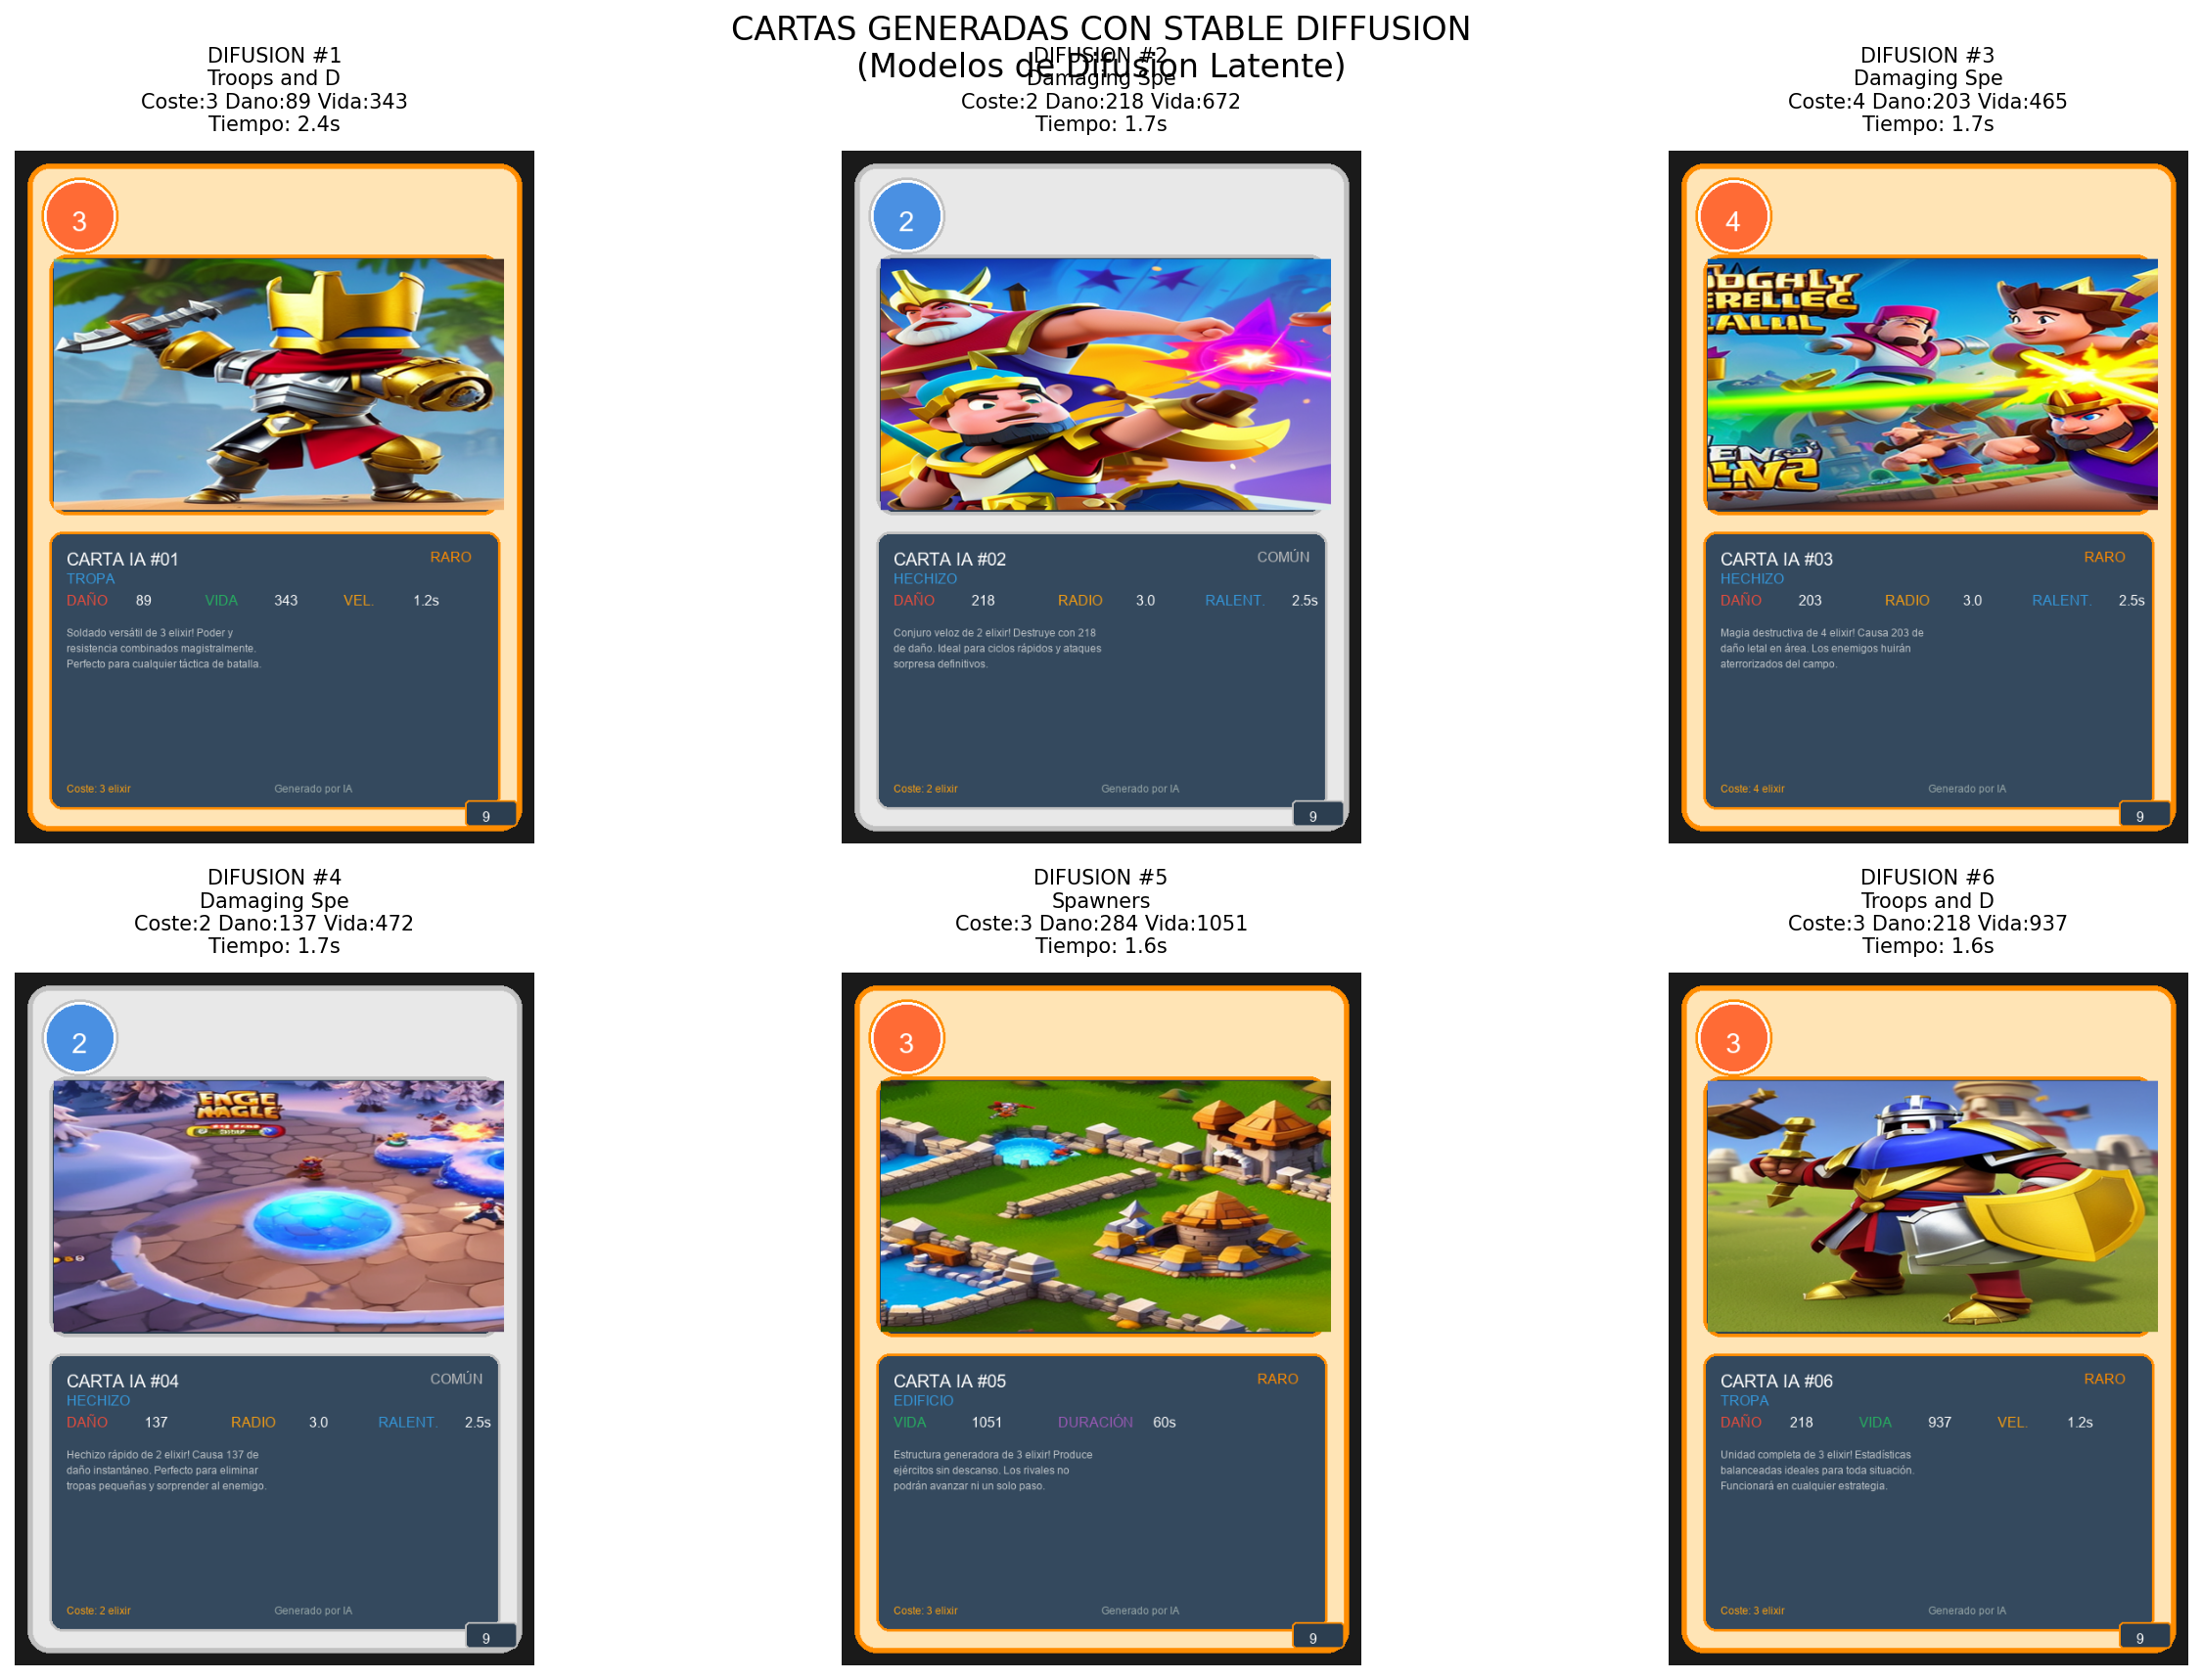 CARTAS GENERADAS CON STABLE DIFFUSION
(Modelos de Difusion Latente)
DIFUSION #1
Troops and D
Coste:3 Dano:89 Vida:343
Tiempo: 2.4s
DIFUSION #2
Damaging Spe
Coste:2 Dano:218 Vida:672
Tiempo: 1.7s
DIFUSION #3
Damaging Spe
Coste:4 Dano:203 Vida:465
Tiempo: 1.7s
3
CARTA IA #01
RARO
TROPA
DAÑO 89 VIDA 343 VEL. 1.2s
Soldado versátil de 3 elixir! Poder y
resistencia combinados magistralmente.
Perfecto para cualquier táctica de batalla.
Coste: 3 elixir
Generado por IA
9
2
CARTA IA #02
COMÚN
HECHIZO
DAÑO 218 RADIO 3.0 RALENT. 2.5s
Conjuro veloz de 2 elixir! Destruye con 218
de daño. Ideal para ciclos rápidos y ataques
sorpresa definitivos.
Coste: 2 elixir
Generado por IA
9
4
CARTA IA #03
RARO
HECHIZO
DAÑO 203 RADIO 3.0 RALENT. 2.5s
Magia destructiva de 4 elixir! Causa 203 de
daño letal en área. Los enemigos huirán
aterrorizados del campo.
Coste: 4 elixir
Generado por IA
9
DIFUSION #4
Damaging Spe
Coste:2 Dano:137 Vida:472
Tiempo: 1.7s
DIFUSION #5
Spawners
Coste:3 Dano:284 Vida:1051
Tiempo: 1.6s
DIFUSION #6
Troops and D
Coste:3 Dano:218 Vida:937
Tiempo: 1.6s
2
ENGE
MAGLE
CARTA IA #04
COMÚN
HECHIZO
DAÑO 137 RADIO 3.0 RALENT. 2.5s
Hechizo rápido de 2 elixir! Causa 137 de
daño instantáneo. Perfecto para eliminar
tropas pequeñas y sorprender al enemigo.
Coste: 2 elixir
Generado por IA
9
3
CARTA IA #05
RARO
EDIFICIO
VIDA 1051 DURACIÓN 60s
Estructura generadora de 3 elixir! Produce
ejércitos sin descanso. Los rivales no
podrán avanzar ni un solo paso.
Coste: 3 elixir
Generado por IA
9
3
CARTA IA #06
RARO
TROPA
DAÑO 218 VIDA 937 VEL. 1.2s
Unidad completa de 3 elixir! Estadísticas
balanceadas ideales para toda situación.
Funcionará en cualquier estrategia.
Coste: 3 elixir
Generado por IA
9